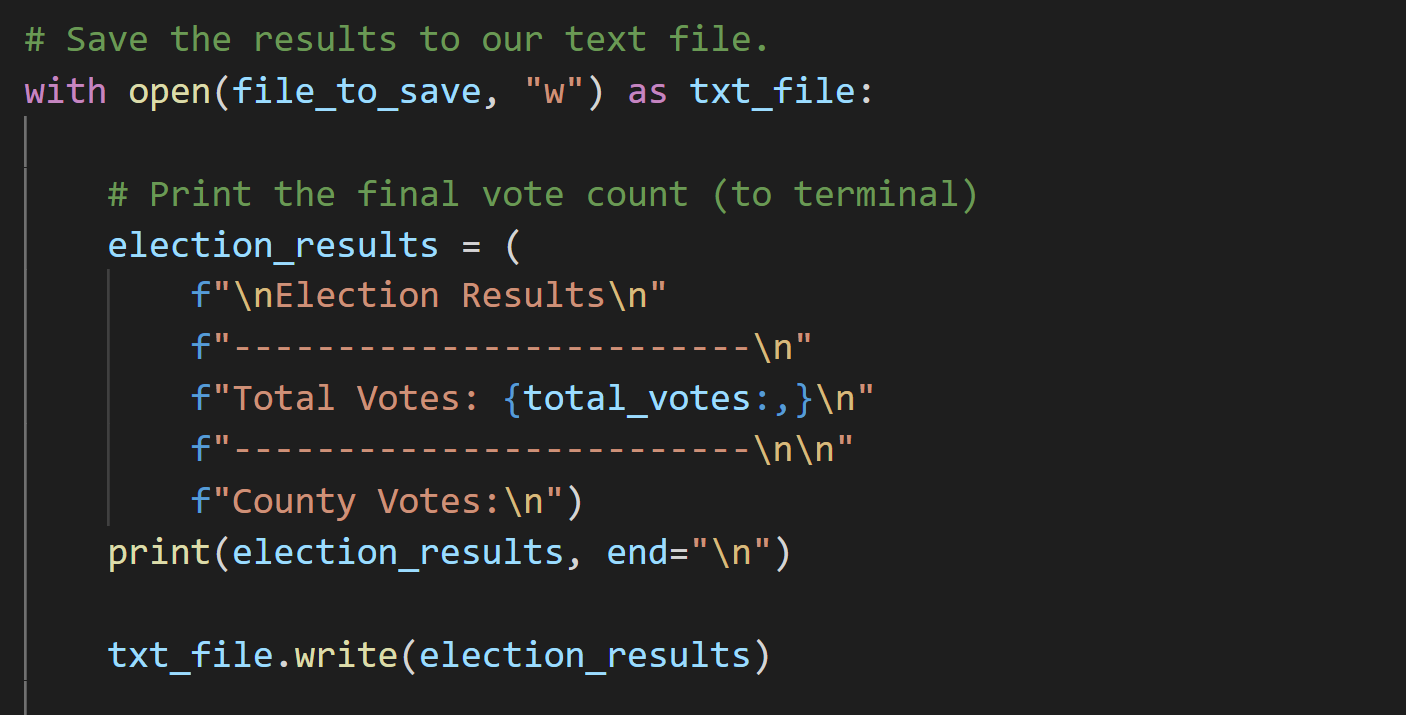 # Save the results to our text file.
with open(file_to_save, "w") as txt_file:
    # Print the final vote count (to terminal)
    election_results = (
        f"\nElection Results\n"
        f"-------------------------\n"
        f"Total Votes: {total_votes:,}\n"
        f"-------------------------\n\n"
        f"County Votes:\n")
    print(election_results, end="\n")
    txt_file.write(election_results)